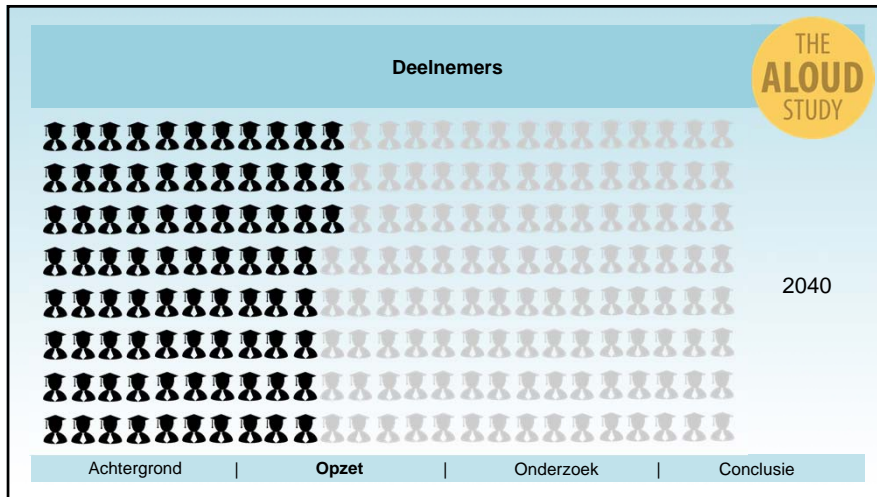 Deelnemers
THE
ALOUD
STUDY
2040
Achtergrond | Opzet | Onderzoek | Conclusie